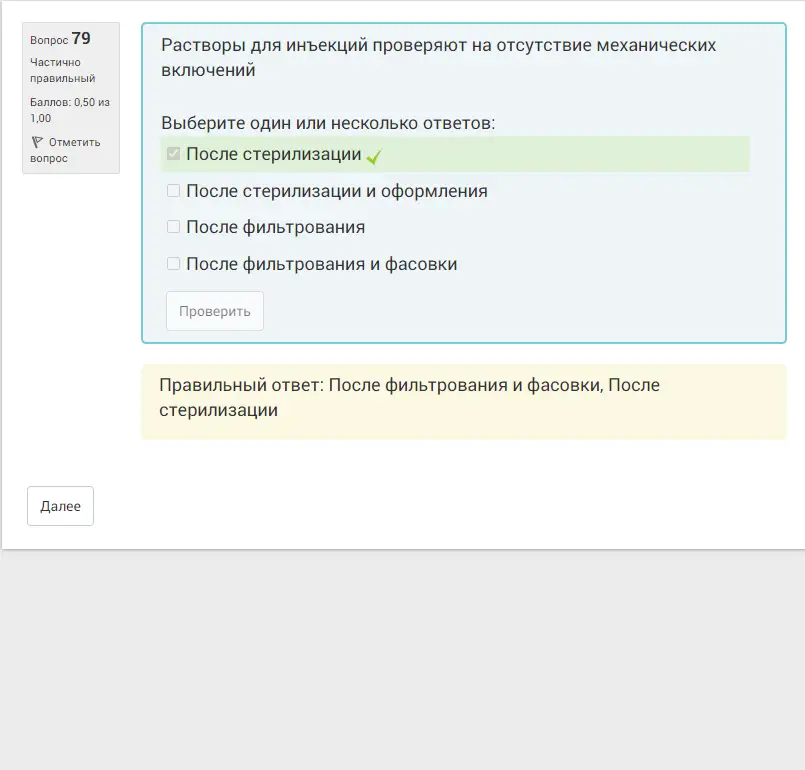 Вопрос 79
Частично
правильный
Баллов: 0,50 из
1,00
Отметить
вопрос
Растворы для инъекций проверяют на отсутствие механических
включений
Выберите один или несколько ответов:
После стерилизации
После стерилизации и оформления
После фильтрования
После фильтрования и фасовки
Проверить
Правильный ответ: После фильтрования и фасовки, После
стерилизации
Далее